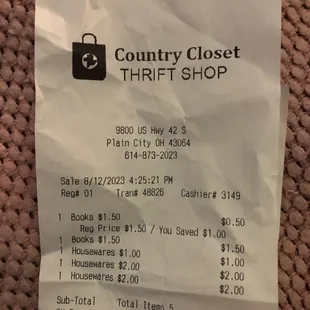 Country Closet
THRIFT SHOP
9800 US Hwy 42 S
Plain City OH 43064
614-873-2023
Sale 8/12/2023 4:25:21 PM
Reg# 01 Tran# 48826 Cashier# 3149
1 Books $1.50 $0.50
Reg Price $1.50 / You Saved $1.00
1 Books $1.50 $1.50
1 Housewares $1.00 $1.00
1 Housewares $2.00 $2.00
1 Housewares $2.00 $2.00
Sub-Total Total Items 5